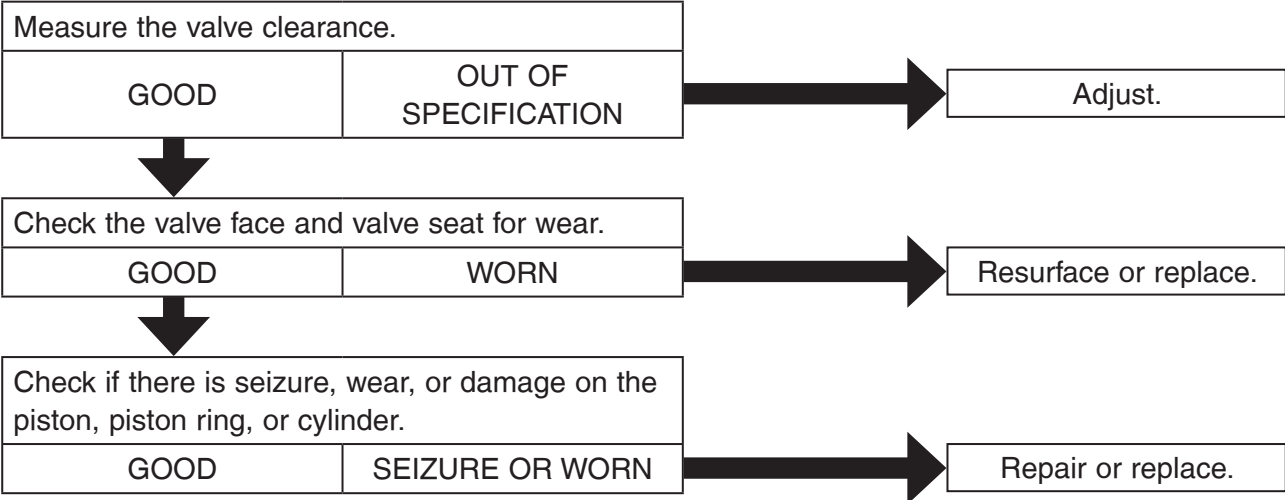 Measure the valve clearance.
GOOD
OUT OF
SPECIFICATION
Adjust.
Check the valve face and valve seat for wear.
GOOD
WORN
Resurface or replace.
Check if there is seizure, wear, or damage on the
piston, piston ring, or cylinder.
GOOD
SEIZURE OR WORN
Repair or replace.